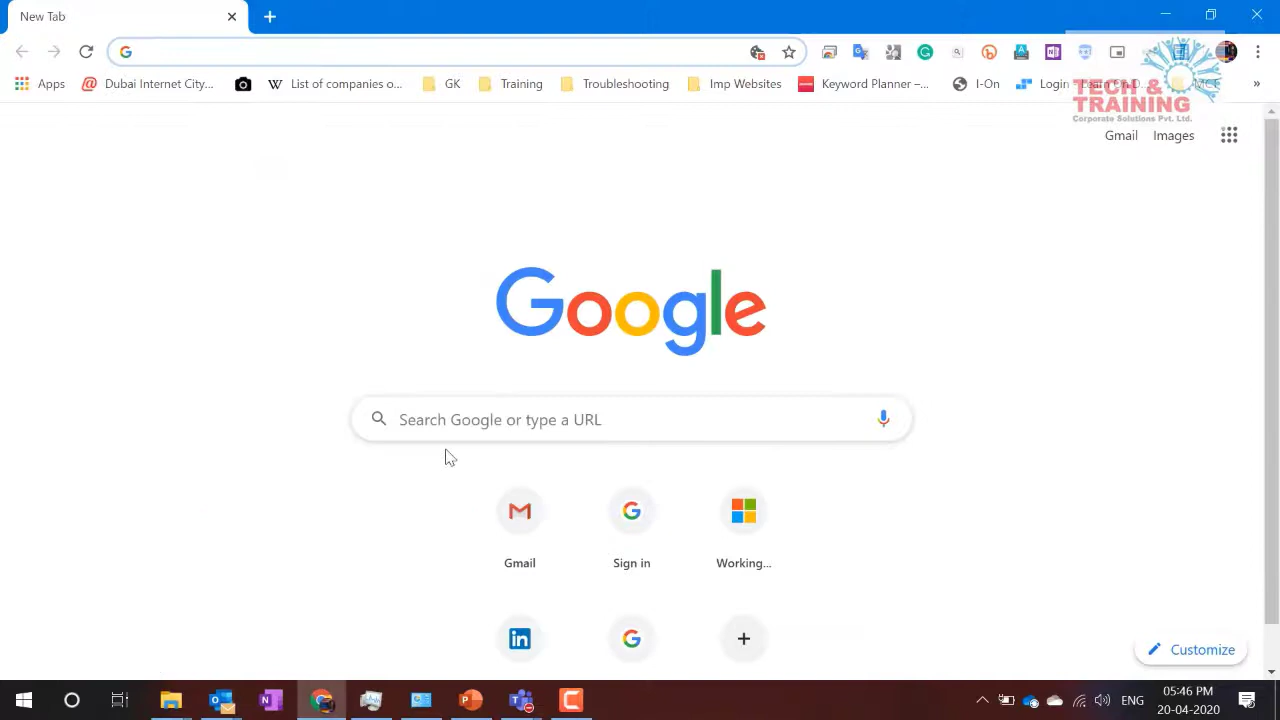 New Tab
Apps
Dubai Internet City...
List of companies o...
GK
Training
Troubleshooting
Imp Websites
Keyword Planner –...
I-On
Login
»
TECH &
TRAINING
Corporate Solutions Pvt. Ltd.
Gmail
Images
Google
Search Google or type a URL
Gmail
Sign in
Working...
Customize
ENG
05:46 PM
20-04-2020